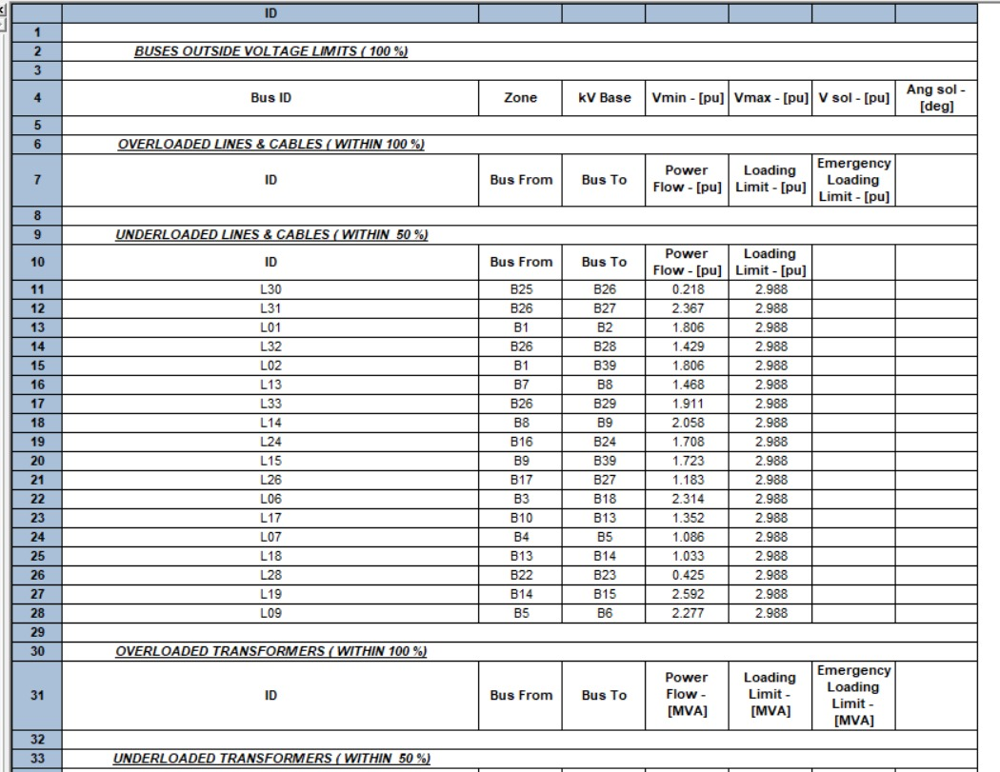 ID
1
2 BUSES OUTSIDE VOLTAGE LIMITS ( 100 %)
3
4 Bus ID Zone kV Base Vmin - [pu] Vmax - [pu] V sol - [pu] Ang sol - [deg]
5
6 OVERLOADED LINES & CABLES ( WITHIN 100 %)
7 ID Bus From Bus To Power Flow - [pu] Loading Limit - [pu] Emergency Loading Limit - [pu]
8
9 UNDERLOADED LINES & CABLES ( WITHIN 50 %)
10 ID Bus From Bus To Power Flow - [pu] Loading Limit - [pu]
11 L30 B25 B26 0.218 2.988
12 L31 B26 B27 2.367 2.988
13 L01 B1 B2 1.806 2.988
14 L32 B26 B28 1.429 2.988
15 L02 B1 B39 1.806 2.988
16 L13 B7 B8 1.468 2.988
17 L33 B26 B29 1.911 2.988
18 L14 B8 B9 2.058 2.988
19 L24 B16 B24 1.708 2.988
20 L15 B9 B39 1.723 2.988
21 L26 B17 B27 1.183 2.988
22 L06 B3 B18 2.314 2.988
23 L17 B10 B13 1.352 2.988
24 L07 B4 B5 1.086 2.988
25 L18 B13 B14 1.033 2.988
26 L28 B22 B23 0.425 2.988
27 L19 B14 B15 2.592 2.988
28 L09 B5 B6 2.277 2.988
29
30 OVERLOADED TRANSFORMERS ( WITHIN 100 %)
31 ID Bus From Bus To Power Flow - [MVA] Loading Limit - [MVA] Emergency Loading Limit - [MVA]
32
33 UNDERLOADED TRANSFORMERS ( WITHIN 50 %)